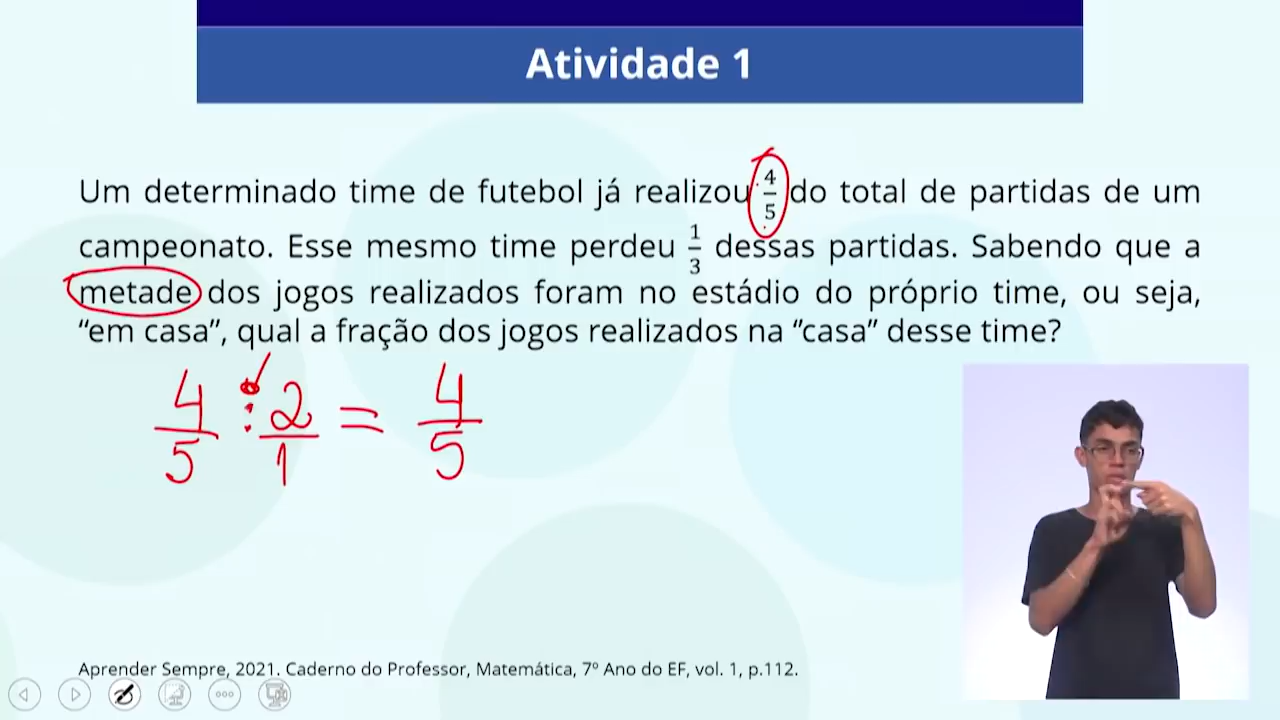 Atividade 1
Um determinado time de futebol já realizou 4/5 do total de partidas de um
campeonato. Esse mesmo time perdeu 1/3 dessas partidas. Sabendo que a
metade dos jogos realizados foram no estádio do próprio time, ou seja,
“em casa”, qual a fração dos jogos realizados na “casa” desse time?
4/5 : 2/1 = 4/5
Aprender Sempre, 2021. Caderno do Professor, Matemática, 7º Ano do EF, vol. 1, p.112.